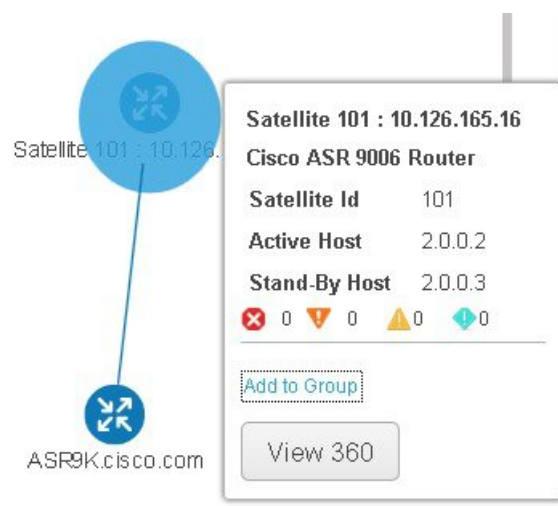 Satellite 101 : 10.126.
ASR9K.cisco.com
Satellite 101 : 10.126.165.16
Cisco ASR 9006 Router
Satellite Id 101
Active Host 2.0.0.2
Stand-By Host 2.0.0.3
0 0 0 0
Add to Group
View 360